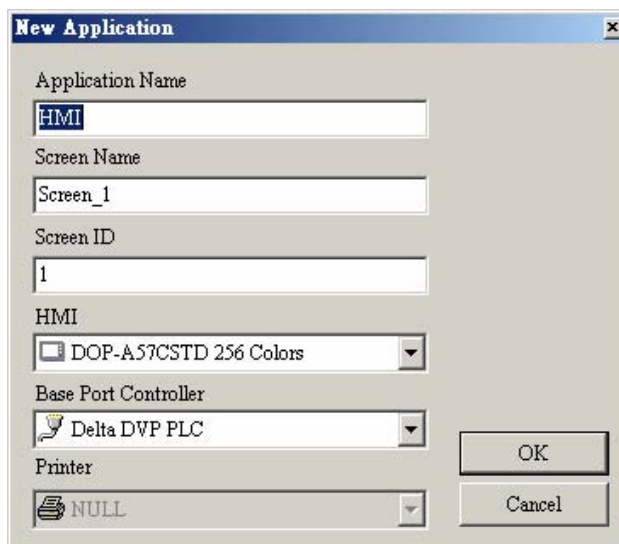 New Application
Application Name
HMI
Screen Name
Screen_1
Screen ID
1
HMI
DOP-A57CSTD 256 Colors
Base Port Controller
Delta DVP PLC
Printer
NULL
OK
Cancel